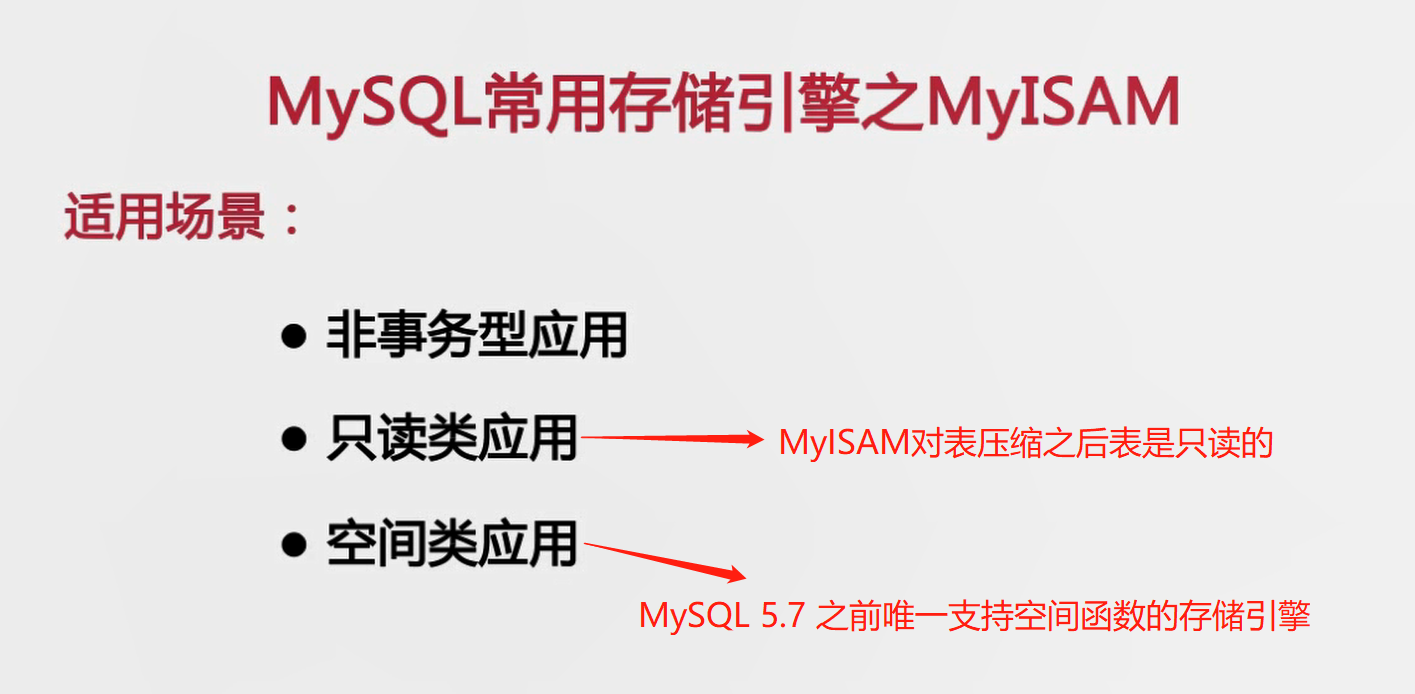 MySQL常用存储引擎之MyISAM
适用场景：
● 非事务型应用
● 只读类应用
MyISAM对表压缩之后表是只读的
● 空间类应用
MySQL 5.7 之前唯一支持空间函数的存储引擎